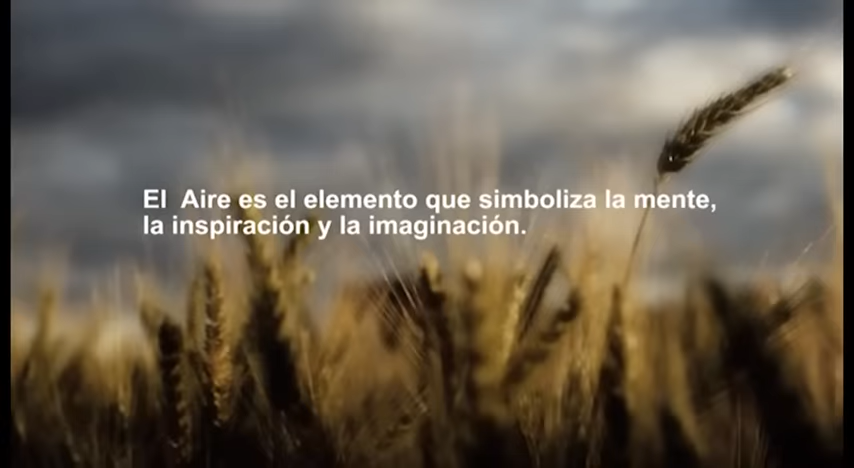 El  Aire es el elemento que simboliza la mente,
la inspiración y la imaginación.